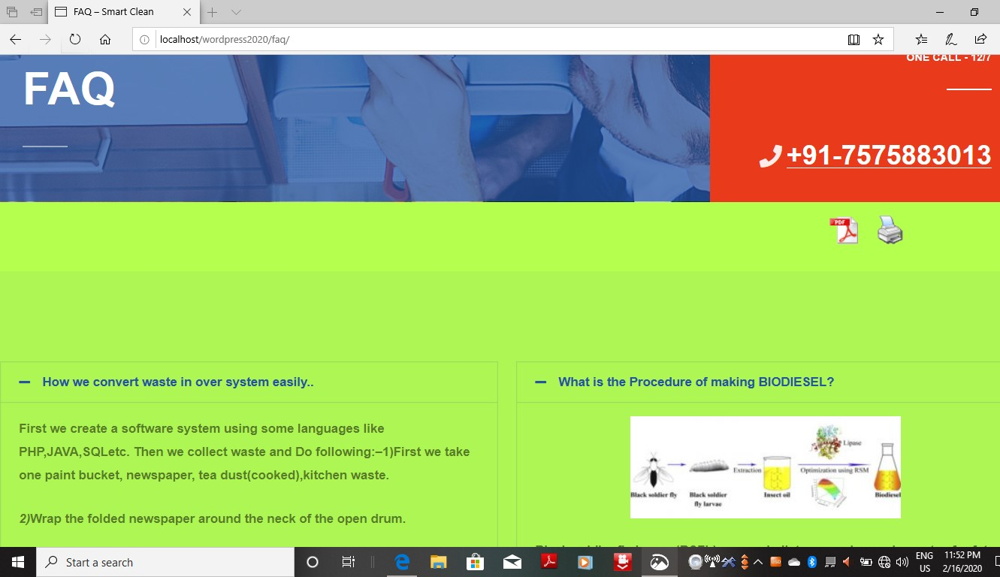 FAQ – Smart Clean
localhost/wordpress2020/faq/
ONE CALL - 12/7
FAQ
+91-7575883013
PDF
How we convert waste in over system easily..
What is the Procedure of making BIODIESEL?
First we create a software system using some languages like
PHP,JAVA,SQLetc. Then we collect waste and Do following:–1)First we take
one paint bucket, newspaper, tea dust(cooked),kitchen waste.
2)Wrap the folded newspaper around the neck of the open drum.
Lipase
Extraction
Optimization using RSM
Black soldier fly
Black soldier
fly larvae
Insect oil
Biodiesel
Start a search
ENG
US
11:52 PM
2/16/2020